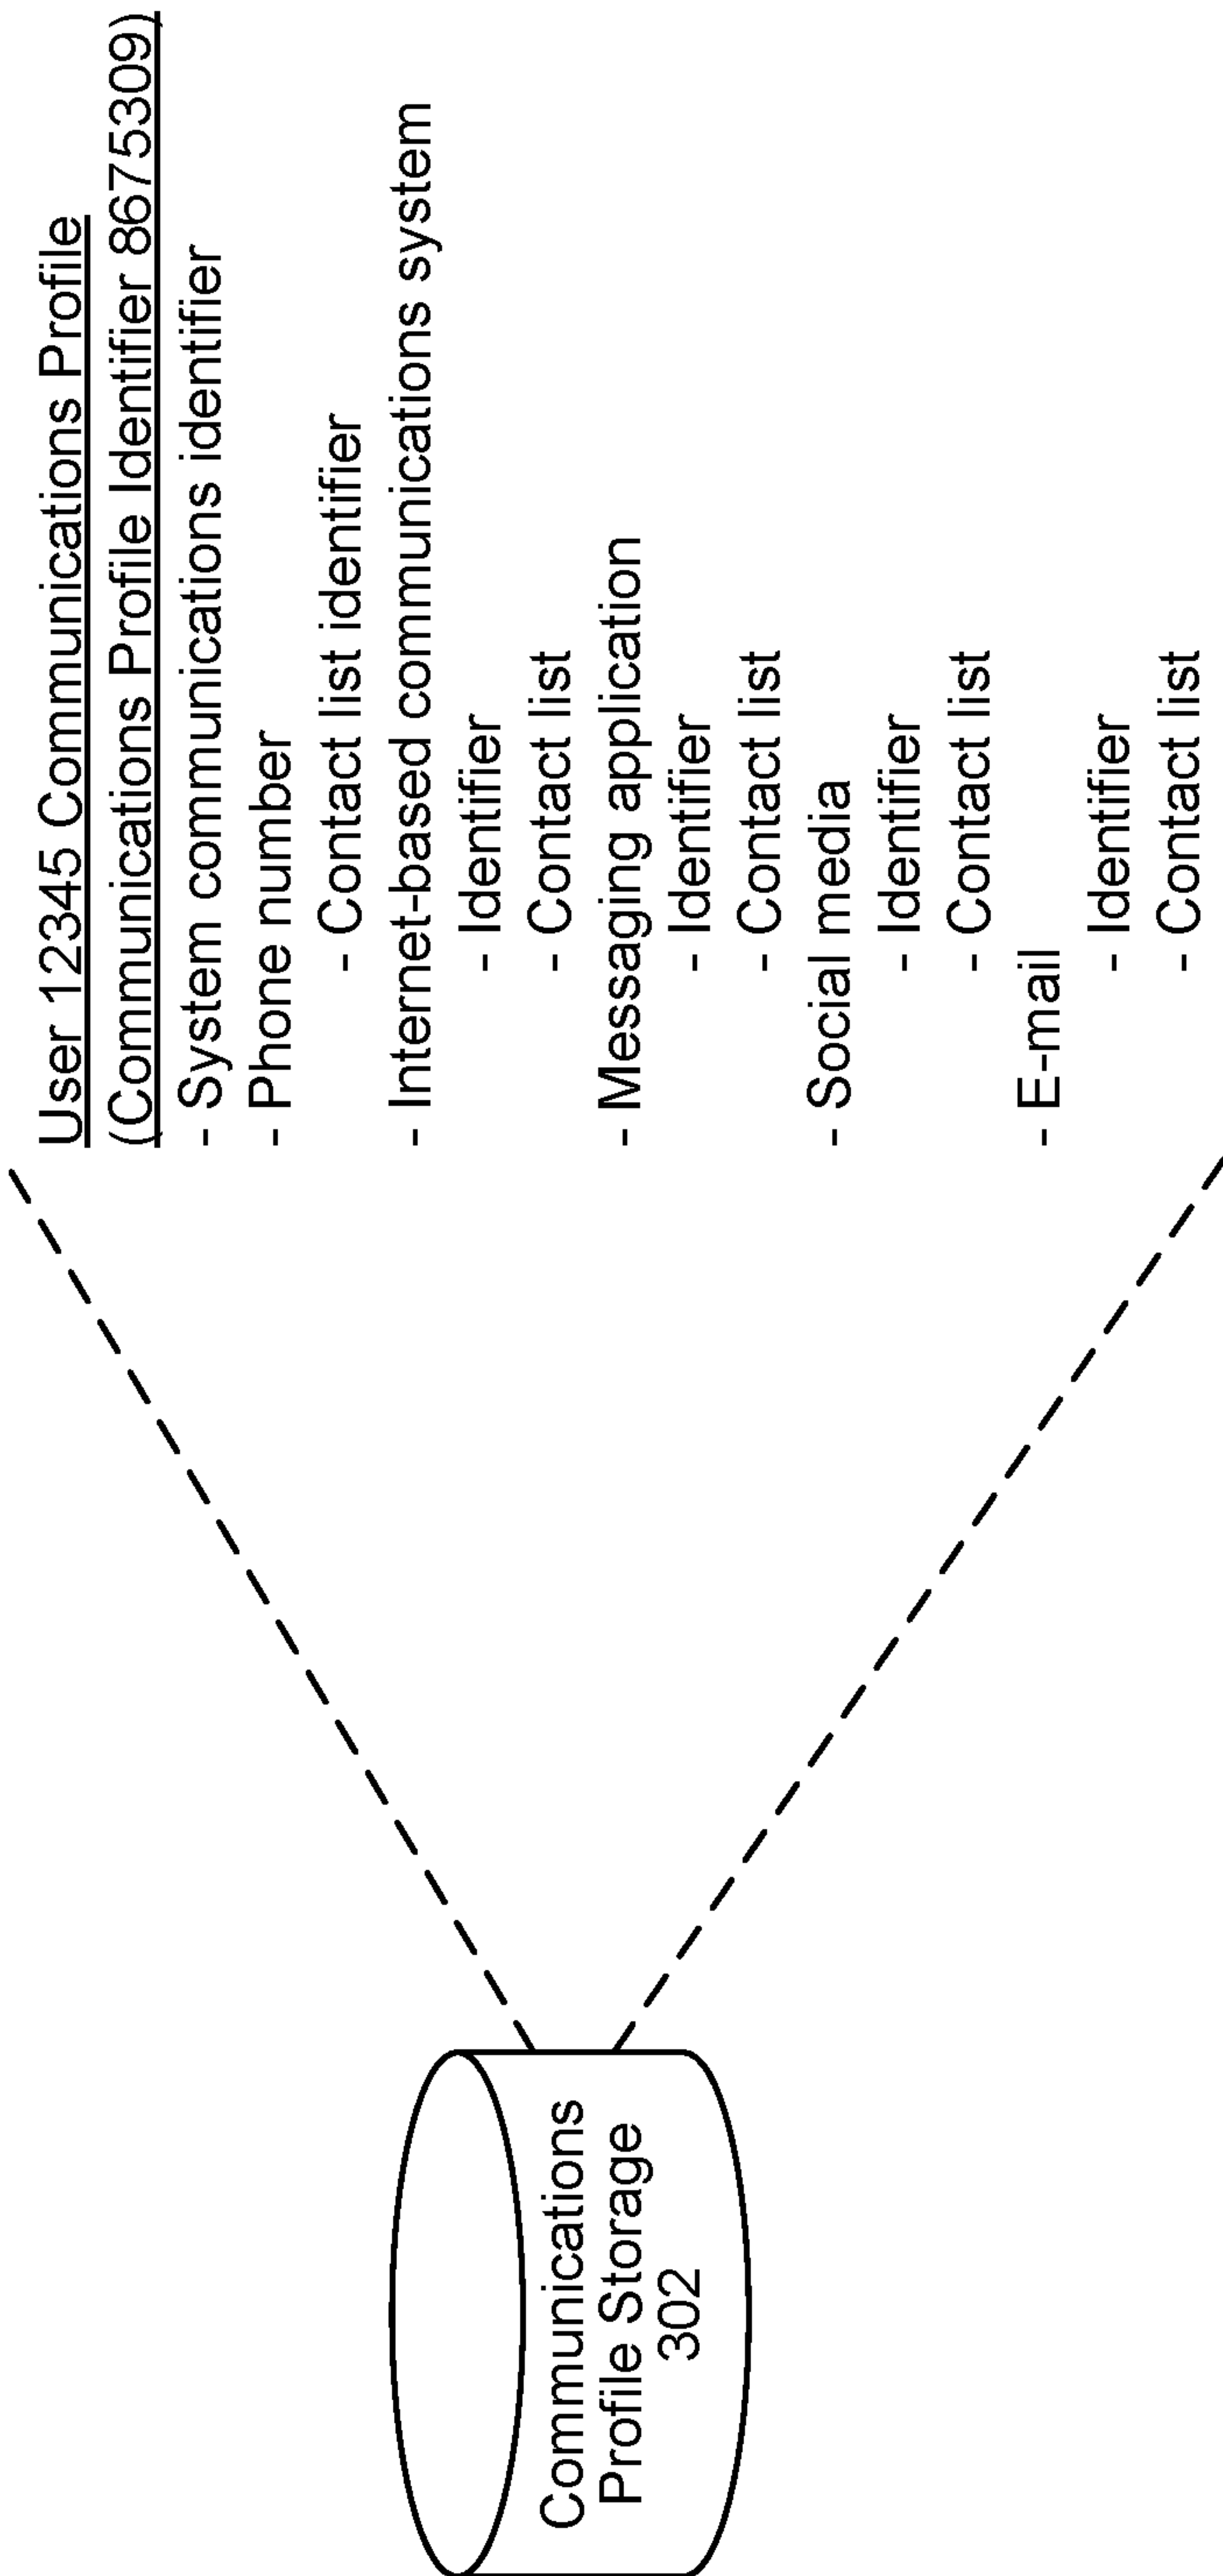 User 12345 Communications Profile
(Communications Profile Identifier 8675309)
- System communications identifier
- Phone number
- Contact list identifier
- Internet-based communications system
- Identifier
- Contact list
- Messaging application
- Identifier
- Contact list
- Social media
- Identifier
- Contact list
- E-mail
- Identifier
- Contact list
Communications
Profile Storage
302